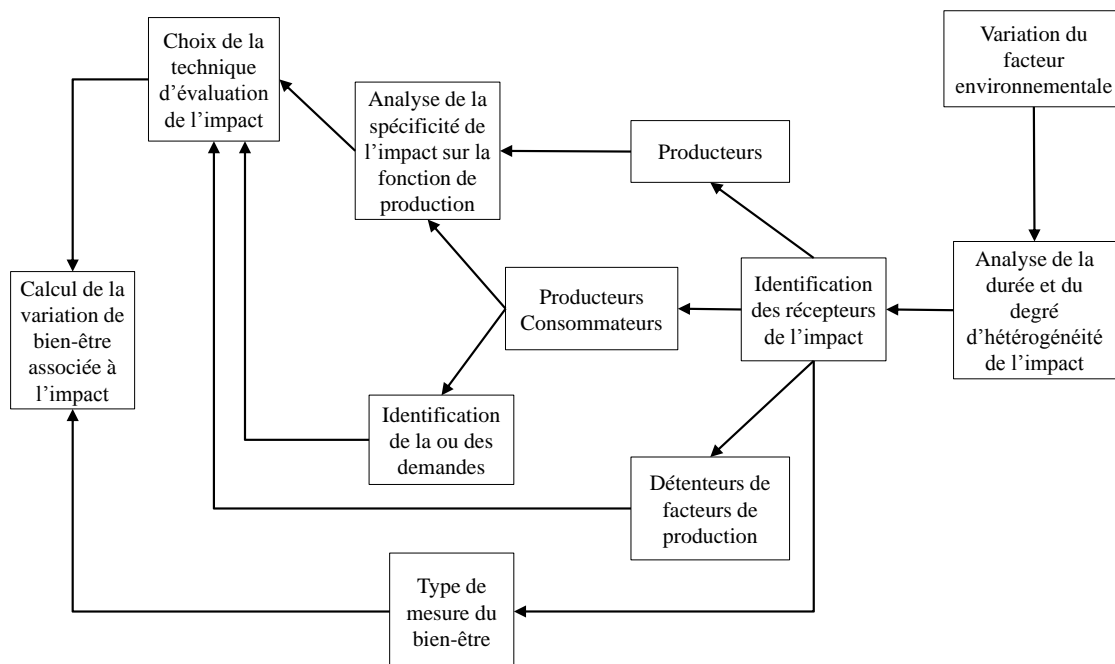 Choix de la
technique
d’évaluation
de l’impact
Variation du
facteur
environnementale
Analyse de la
spécificité de
l’impact sur la
fonction de
production
Producteurs
Calcul de la
variation de
bien-être
associée à
l’impact
Producteurs
Consommateurs
Identification
des récepteurs
de l’impact
Analyse de la
durée et du
degré
d’hétérogénéité
de l’impact
Identification
de la ou des
demandes
Détenteurs de
facteurs de
production
Type de
mesure du
bien-être